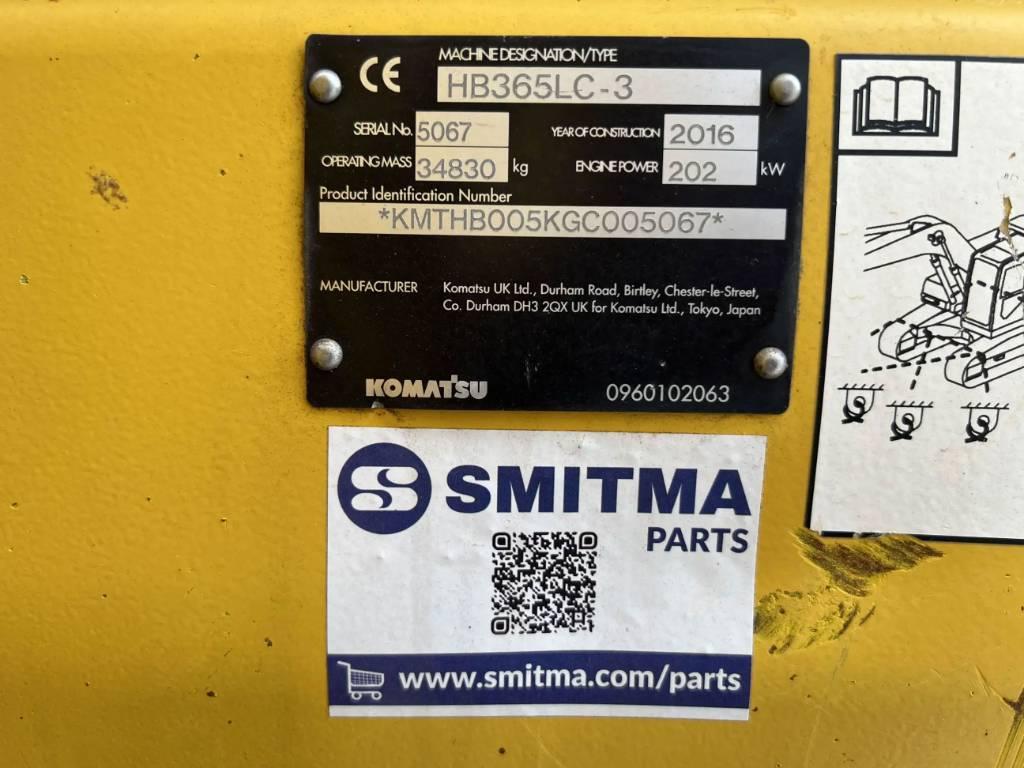 CE
MACHINE DESIGNATION/TYPE
HB365LC-3
SERIAL No. 5067 YEAR OF CONSTRUCTION 2016
OPERATING MASS 34830 kg ENGINE POWER 202 kW
Product Identification Number
*KMTHB005KGC005067*
MANUFACTURER Komatsu UK Ltd., Durham Road, Birtley, Chester-le-Street,
Co. Durham DH3 2QX UK for Komatsu Ltd., Tokyo, Japan
KOMATSU 0960102063
SMITMA
PARTS
www.smitma.com/parts